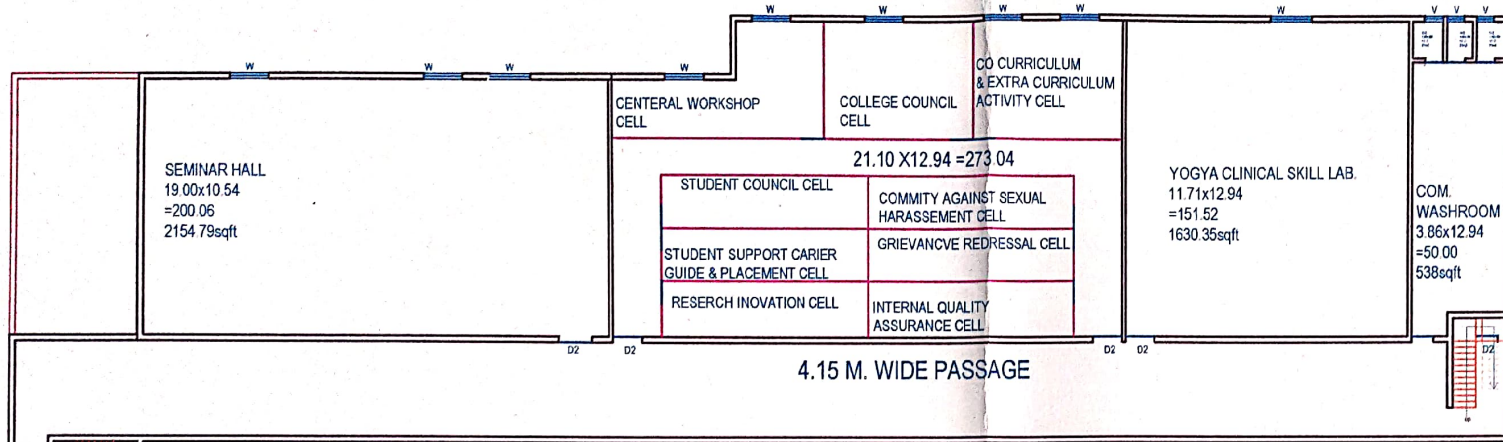 W
W
W
W
W
V
V
V
W
W
W
W
CENTERAL WORKSHOP
CELL
COLLEGE COUNCIL
CELL
CO CURRICULUM
& EXTRA CURRICULUM
ACTIVITY CELL
21.10 X12.94 =273.04
SEMINAR HALL
19.00x10.54
=200.06
2154.79sqft
STUDENT COUNCIL CELL
COMMITY AGAINST SEXUAL
HARASSEMENT CELL
STUDENT SUPPORT CARIER
GUIDE & PLACEMENT CELL
GRIEVANCVE REDRESSAL CELL
RESERCH INOVATION CELL
INTERNAL QUALITY
ASSURANCE CELL
YOGYA CLINICAL SKILL LAB.
11.71x12.94
=151.52
1630.35sqft
COM.
WASHROOM
3.86x12.94
=50.00
538sqft
D2
D2
D2
D2
D2
4.15 M. WIDE PASSAGE